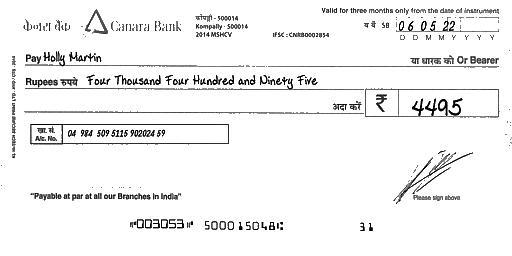 Valid for three months only from the date of instrument
केनरा बैंक Canara Bank
कोंपल्ली - 500014
Kompally - 500014
2014 MSHCV
IFSC : CNRB0002854
06 05 22
D D M M Y Y Y Y
Pay Holly Martin
या धारक को Or Bearer
Rupees रुपये Four Thousand Four Hundred and Ninety Five
अदा करें ₹ 4495
खा. सं.
A/c. No. 04 984 509 5115 902024 59
Please sign above
"Payable at par at all our Branches in India"
⑈003053⑈ 500015048⑆ 31